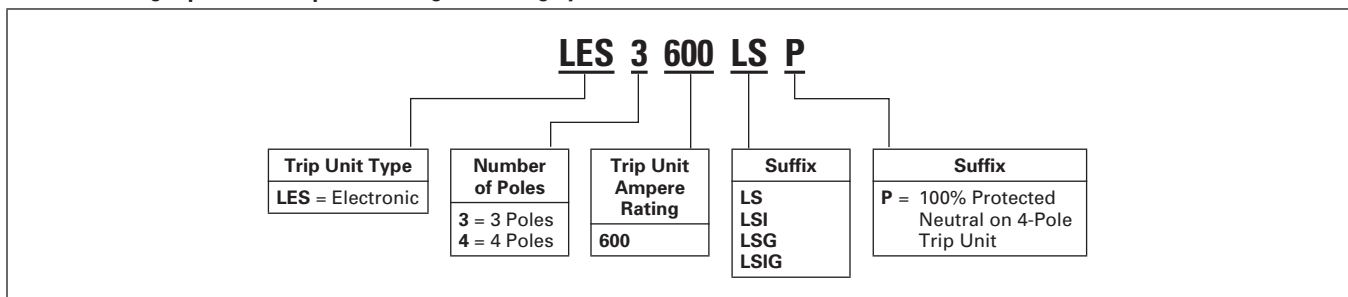 LES 3 600 LS P
Trip Unit Type
LES = Electronic
Number
of Poles
3 = 3 Poles
4 = 4 Poles
Trip Unit
Ampere
Rating
600
Suffix
LS
LSI
LSG
LSIG
Suffix
P = 100% Protected
Neutral on 4-Pole
Trip Unit